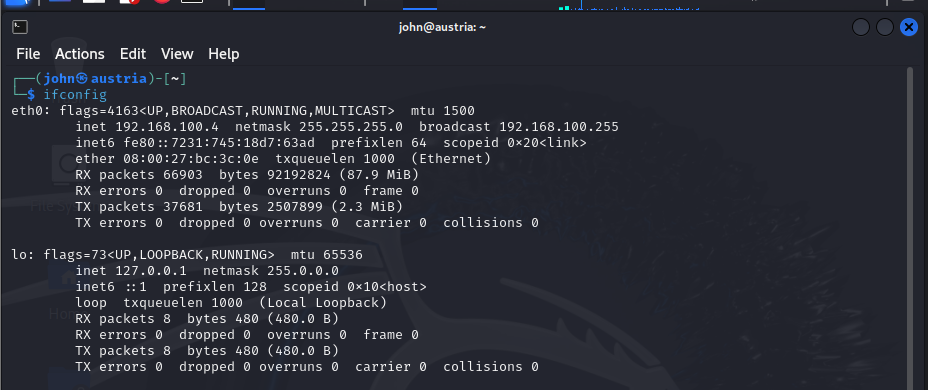 john@austria: ~
File Actions Edit View Help
┌──(john㉿austria)-[~]
└─$ ifconfig
eth0: flags=4163<UP,BROADCAST,RUNNING,MULTICAST>  mtu 1500
        inet 192.168.100.4  netmask 255.255.255.0  broadcast 192.168.100.255
        inet6 fe80::7231:745:18d7:63ad  prefixlen 64  scopeid 0×20<link>
        ether 08:00:27:bc:3c:0e  txqueuelen 1000  (Ethernet)
        RX packets 66903  bytes 92192824 (87.9 MiB)
        RX errors 0  dropped 0  overruns 0  frame 0
        TX packets 37681  bytes 2507899 (2.3 MiB)
        TX errors 0  dropped 0 overruns 0  carrier 0  collisions 0

lo: flags=73<UP,LOOPBACK,RUNNING>  mtu 65536
        inet 127.0.0.1  netmask 255.0.0.0
        inet6 ::1  prefixlen 128  scopeid 0×10<host>
        loop  txqueuelen 1000  (Local Loopback)
        RX packets 8  bytes 480 (480.0 B)
        RX errors 0  dropped 0  overruns 0  frame 0
        TX packets 8  bytes 480 (480.0 B)
        TX errors 0  dropped 0 overruns 0  carrier 0  collisions 0